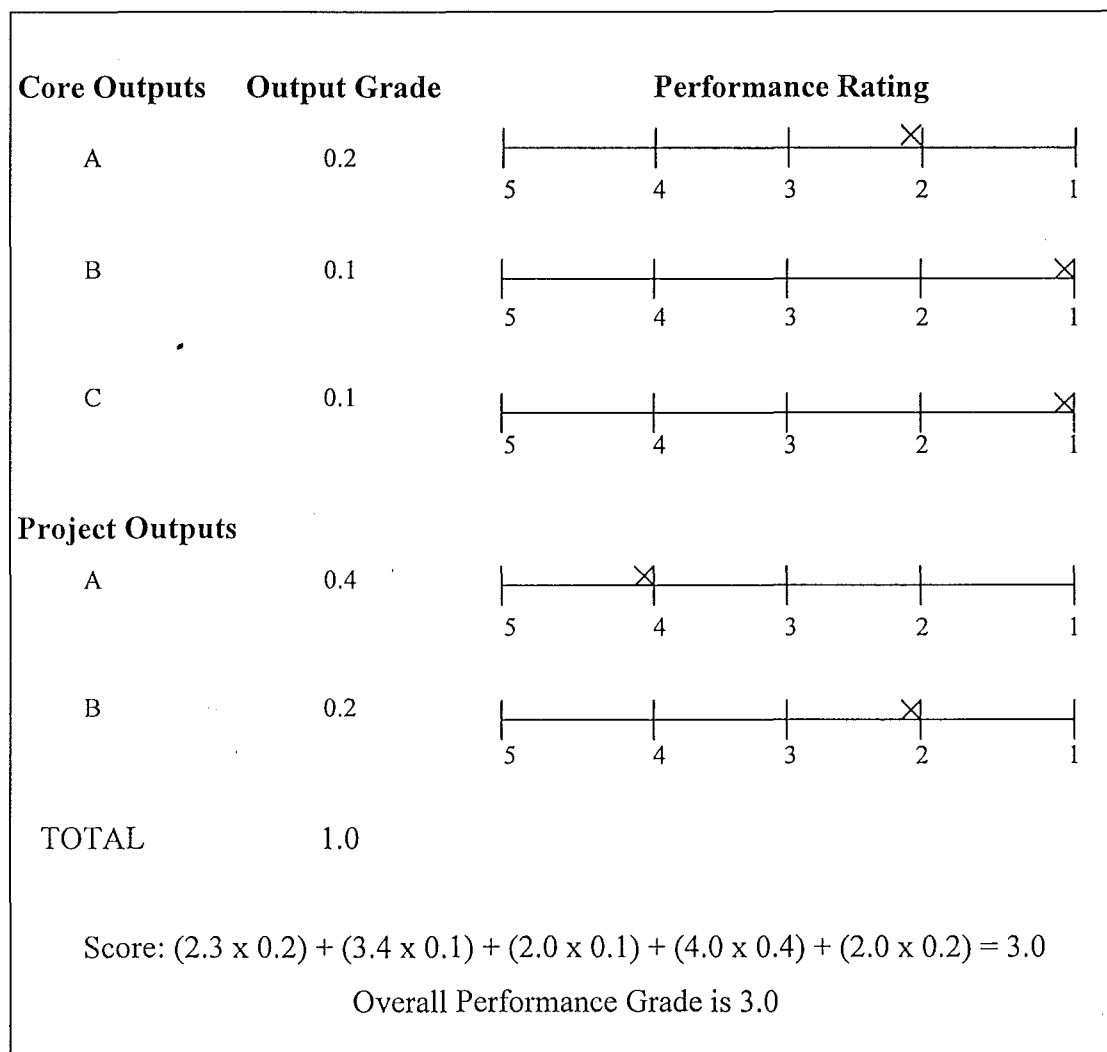 Core Outputs Output Grade Performance Rating
A 0.2
5 4 3 2 1
B 0.1
5 4 3 2 1
C 0.1
5 4 3 2 1
Project Outputs
A 0.4
5 4 3 2 1
B 0.2
5 4 3 2 1
TOTAL 1.0
Score: (2.3 x 0.2) + (3.4 x 0.1) + (2.0 x 0.1) + (4.0 x 0.4) + (2.0 x 0.2) = 3.0
Overall Performance Grade is 3.0